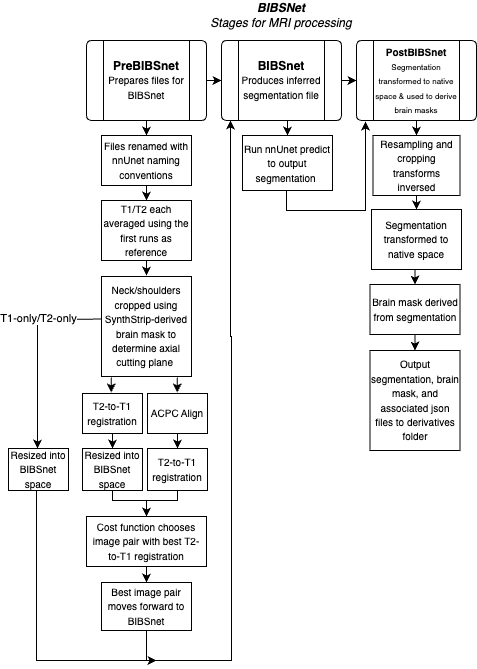 BIBSNet
Stages for MRI processing
PreBIBSnet
Prepares files for
BIBSnet
BIBSnet
Produces inferred
segmentation file
PostBIBSnet
Segmentation
transformed to native
space & used to derive
brain masks
Files renamed with
nnUnet naming
conventions
T1/T2 each
averaged using the
first runs as
reference
Neck/shoulders
cropped using
SynthStrip-derived
brain mask to
determine axial
cutting plane
T1-only/T2-only
T2-to-T1
registration
ACPC Align
Resized into
BIBSnet
space
Resized into
BIBSnet
space
T2-to-T1
registration
Cost function chooses
image pair with best T2-
to-T1 registration
Best image pair
moves forward to
BIBSnet
Run nnUnet predict
to output
segmentation
Resampling and
cropping
transforms
inversed
Segmentation
transformed to
native space
Brain mask derived
from segmentation
Output
segmentation, brain
mask, and
associated json
files to derivatives
folder